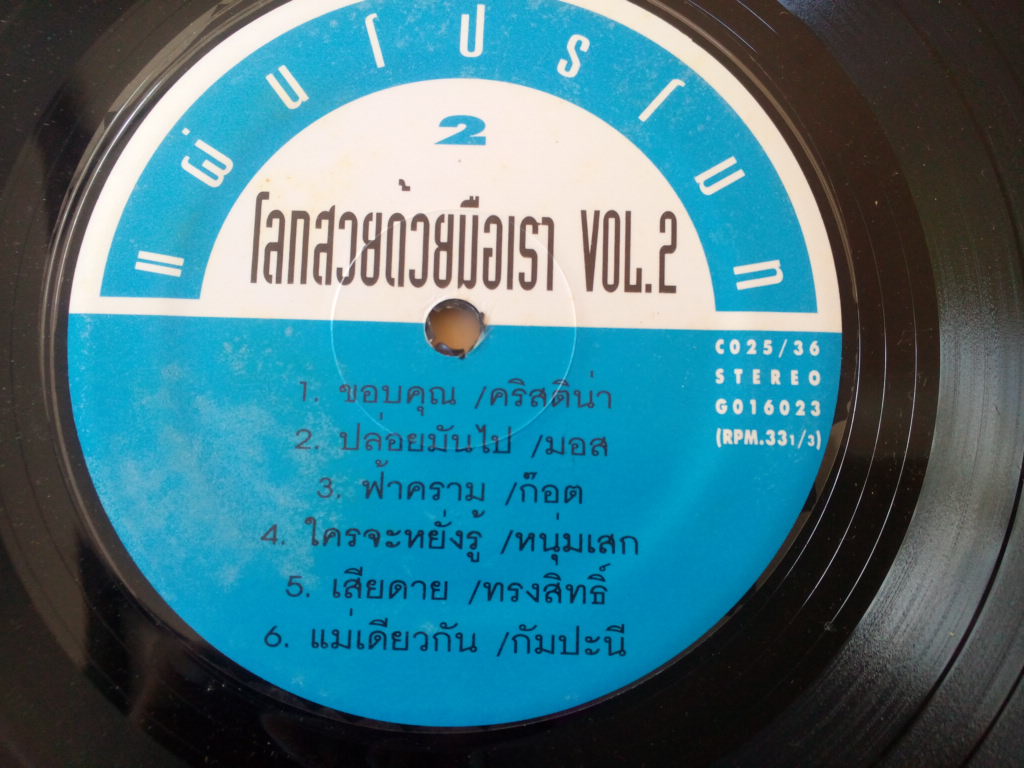 แผ่นโปรโมท
2
โลกสวยด้วยมือเรา VOL.2
CO25/36
STEREO
GO16023
(RPM.331/3)
1. ขอบคุณ /คริสติน่า
2. ปล่อยมันไป /มอส
3. ฟ้าคราม /ก๊อต
4. ใครจะหยั่งรู้ /หนุ่มเสก
5. เสียดาย /ทรงสิทธิ์
6. แม่เดียวกัน /กัมปะนี